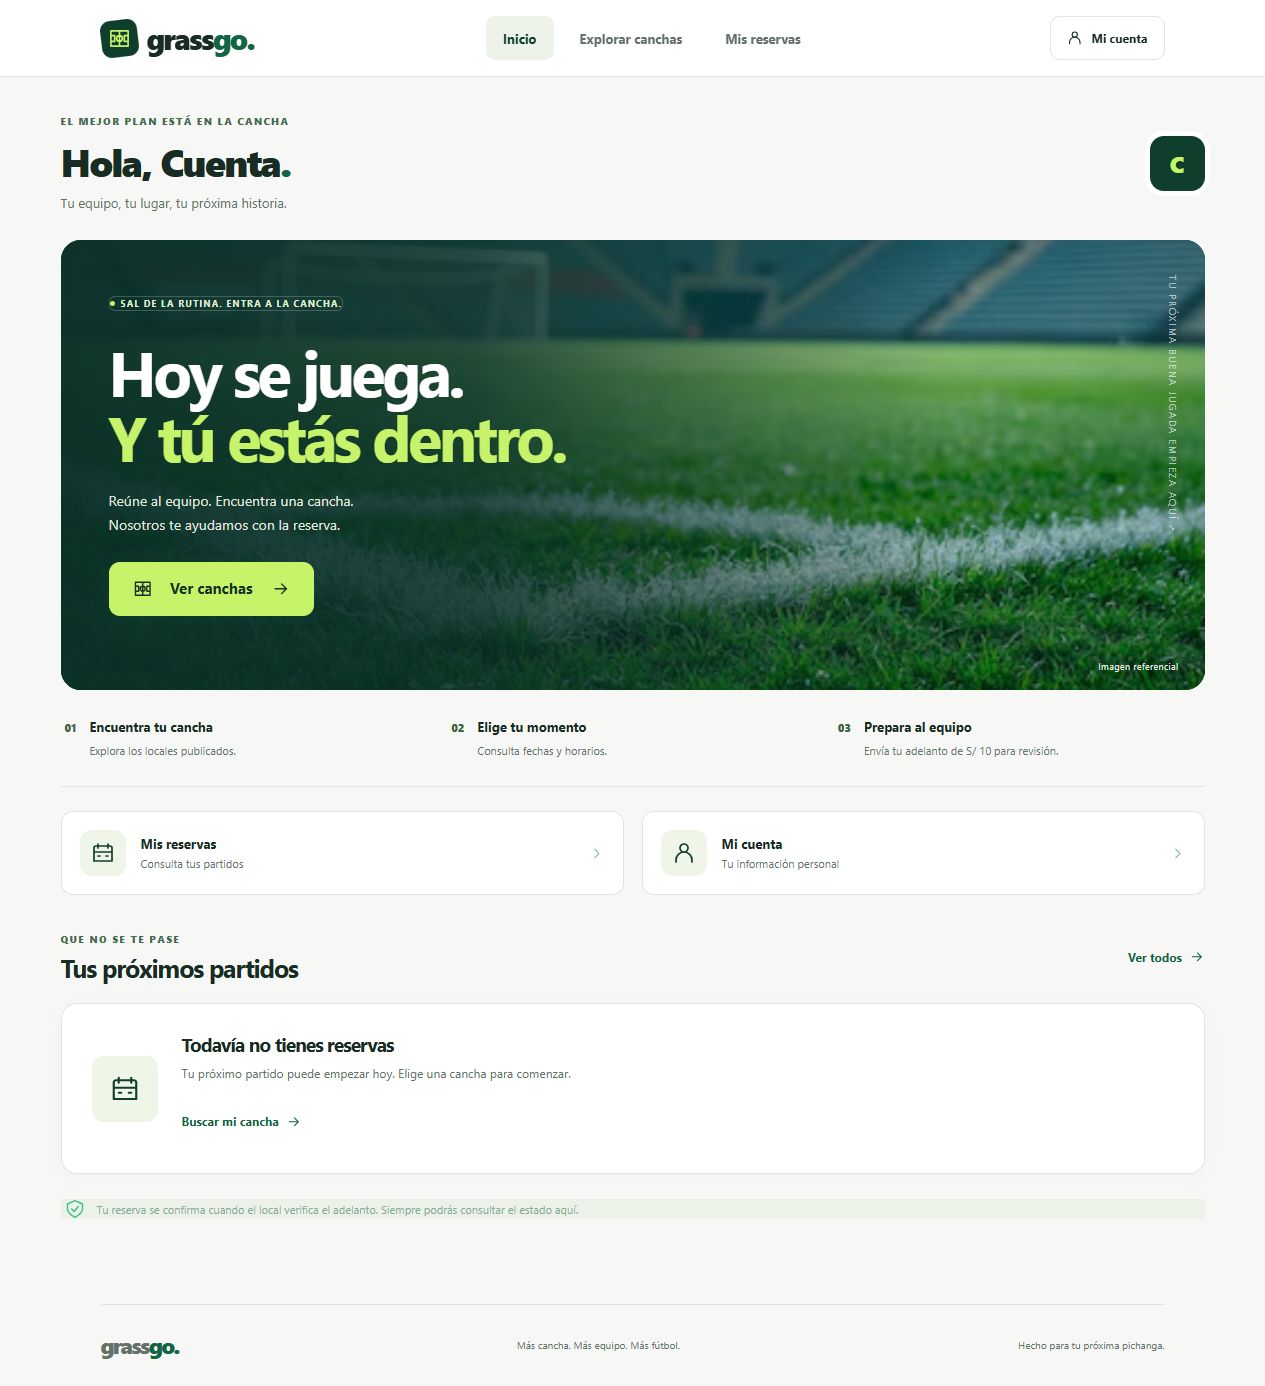 grassgo.
Inicio
Explorar canchas
Mis reservas
Mi cuenta
EL MEJOR PLAN ESTÁ EN LA CANCHA
Hola, Cuenta.
C
Tu equipo, tu lugar, tu próxima historia.
SAL DE LA RUTINA. ENTRA A LA CANCHA.
Hoy se juega.
Y tú estás dentro.
Reúne al equipo. Encuentra una cancha.
Nosotros te ayudamos con la reserva.
Ver canchas →
TU PRÓXIMA BUENA JUGADA EMPIEZA AQUÍ ↗
Imagen referencial
01 Encuentra tu cancha
Explora los locales publicados.
02 Elige tu momento
Consulta fechas y horarios.
03 Prepara al equipo
Envía tu adelanto de S/ 10 para revisión.
Mis reservas
Consulta tus partidos
Mi cuenta
Tu información personal
QUE NO SE TE PASE
Tus próximos partidos
Ver todos →
Todavía no tienes reservas
Tu próximo partido puede empezar hoy. Elige una cancha para comenzar.
Buscar mi cancha →
Tu reserva se confirma cuando el local verifica el adelanto. Siempre podrás consultar el estado aquí.
grassgo.
Más cancha. Más equipo. Más fútbol.
Hecho para tu próxima pichanga.